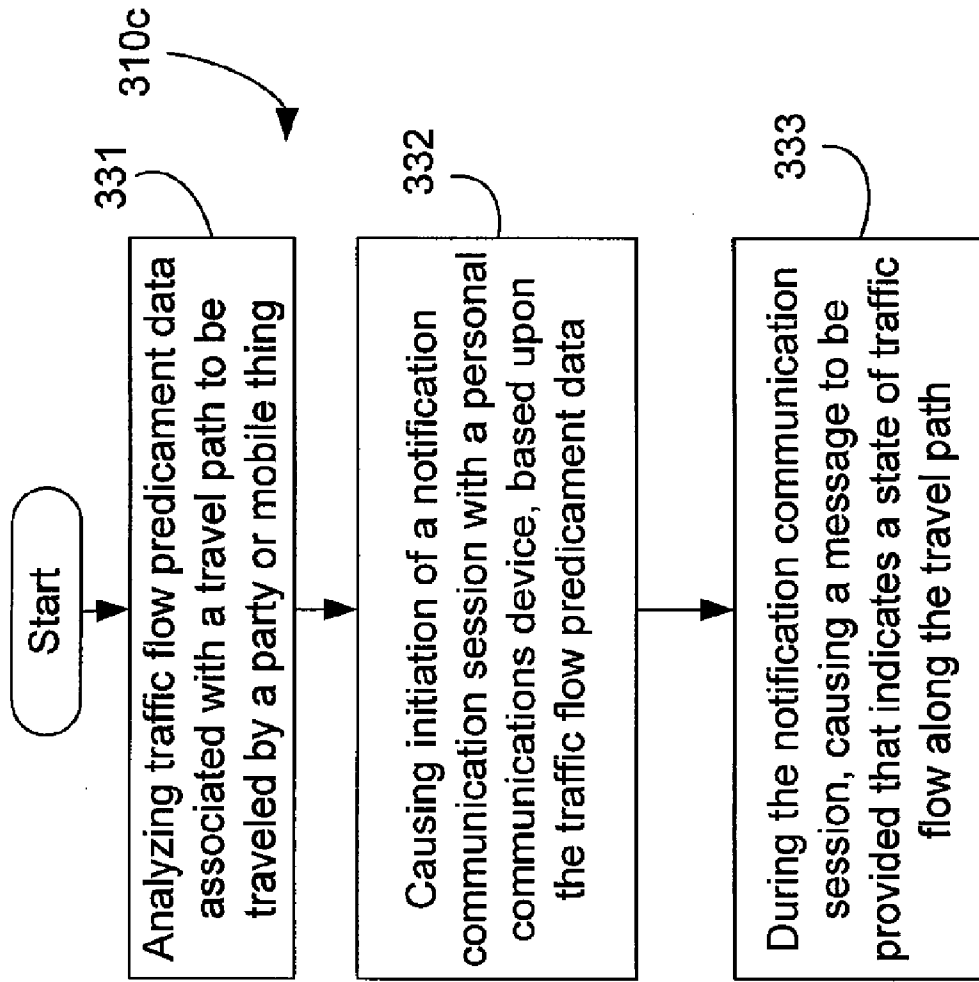 Start
310c
331
Analyzing traffic flow predicament data
associated with a travel path to be
traveled by a party or mobile thing
332
Causing initiation of a notification
communication session with a personal
communications device, based upon
the traffic flow predicament data
333
During the notification communication
session, causing a message to be
provided that indicates a state of traffic
flow along the travel path